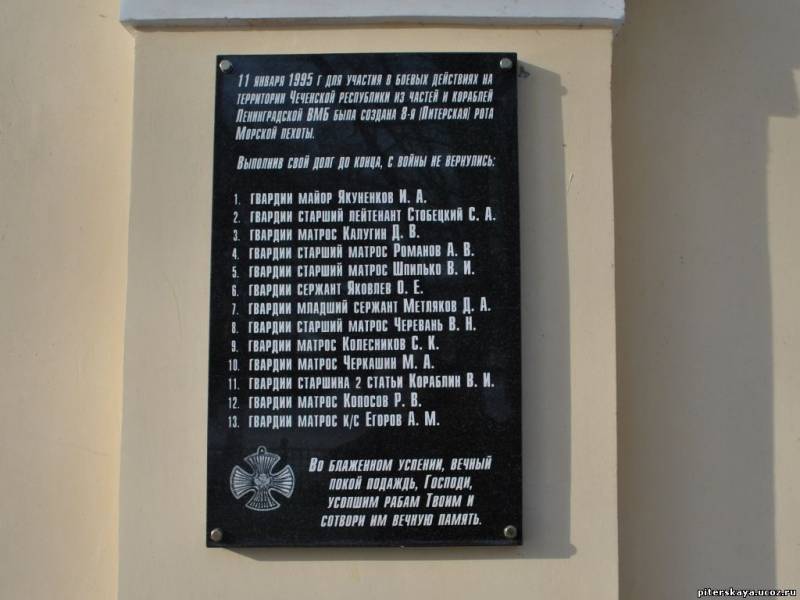 11 января 1995 г для участия в боевых действиях на
территории Чеченской республики из частей и кораблей
Ленинградской ВМБ была создана 8-я (Питерская) рота
Морской пехоты.
Выполнив свой долг до конца, с войны не вернулись:
1. гвардии майор Якуненков И. А.
2. гвардии старший лейтенант Стобецкий С. А.
3. гвардии матрос Калугин Д. В.
4. гвардии старший матрос Романов А. В.
5. гвардии старший матрос Шпилько В. И.
6. гвардии сержант Яковлев О. Е.
7. гвардии младший сержант Метляков Д. А.
8. гвардии старший матрос Черевань В. Н.
9. гвардии матрос Колесников С. К.
10. гвардии матрос Черкашин М. А.
11. гвардии старшина 2 статьи Кораблин В. И.
12. гвардии матрос Копосов Р. В.
13. гвардии матрос к/с Егоров А. М.
Во блаженном успении, вечный
покой подаждь, Господи,
усопшим рабам Твоим и
сотвори им вечную память.
piterskaya.ucoz.ru